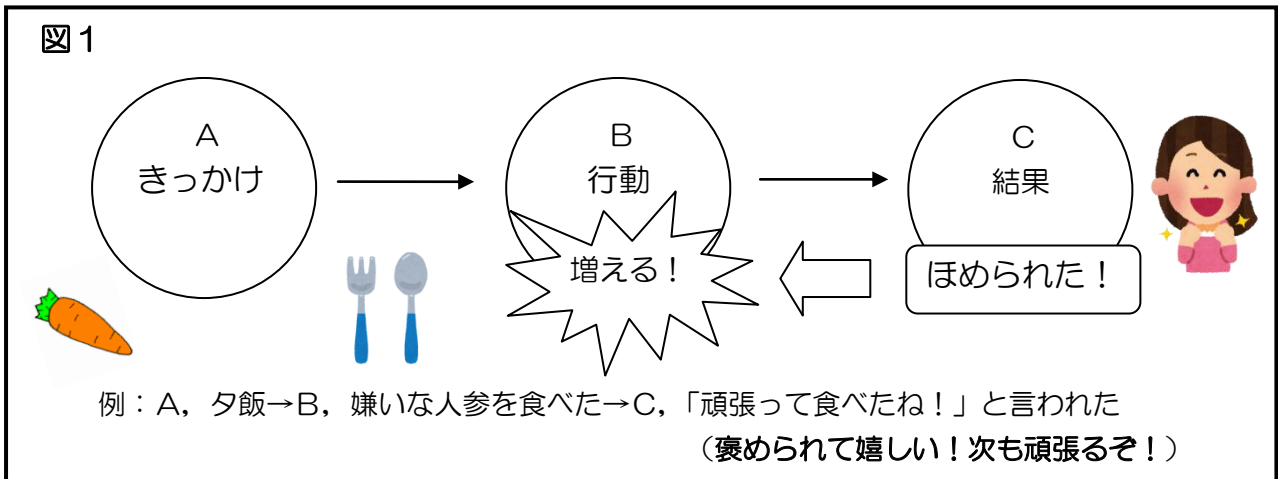 図１
A
きっかけ
B
行動
増える！
C
結果
ほめられた！
例：A，夕飯→B，嫌いな人参を食べた→C，「頑張って食べたね！」と言われた
（褒められて嬉しい！次も頑張るぞ！）